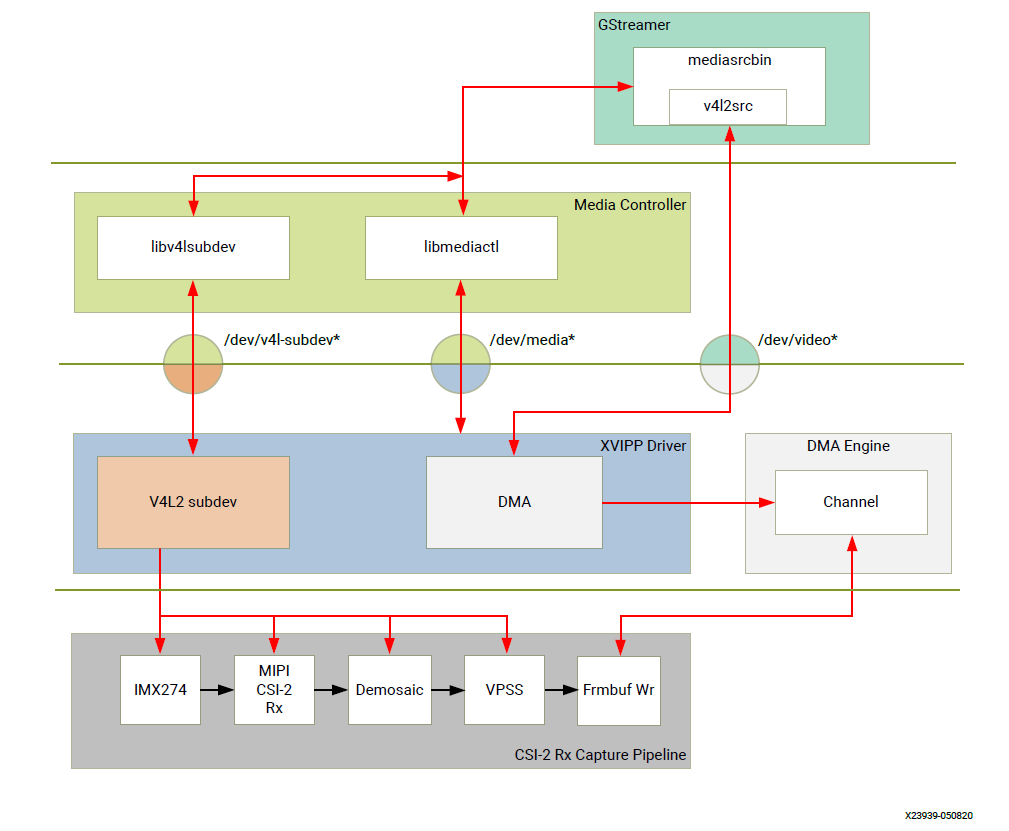 GStreamer
mediasrcbin
v4l2src
Media Controller
libv4lsubdev
libmediactl
/dev/v4l-subdev*
/dev/media*
/dev/video*
XVIPP Driver
DMA Engine
V4L2 subdev
DMA
Channel
IMX274
MIPI
CSI-2
Rx
Demosaic
VPSS
Frmbuf Wr
CSI-2 Rx Capture Pipeline
X23939-050820